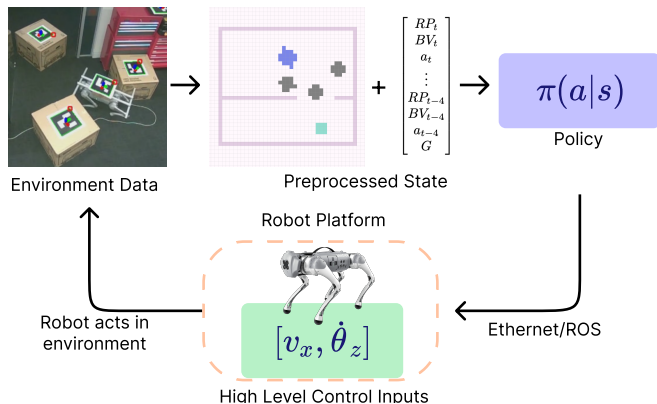 RP_t
BV_t
a_t
⋮
RP_{t-4}
BV_{t-4}
a_{t-4}
G
+
π(a|s)
Policy
Environment Data
Preprocessed State
Robot Platform
[v_x, θ̇_z]
High Level Control Inputs
Robot acts in
environment
Ethernet/ROS